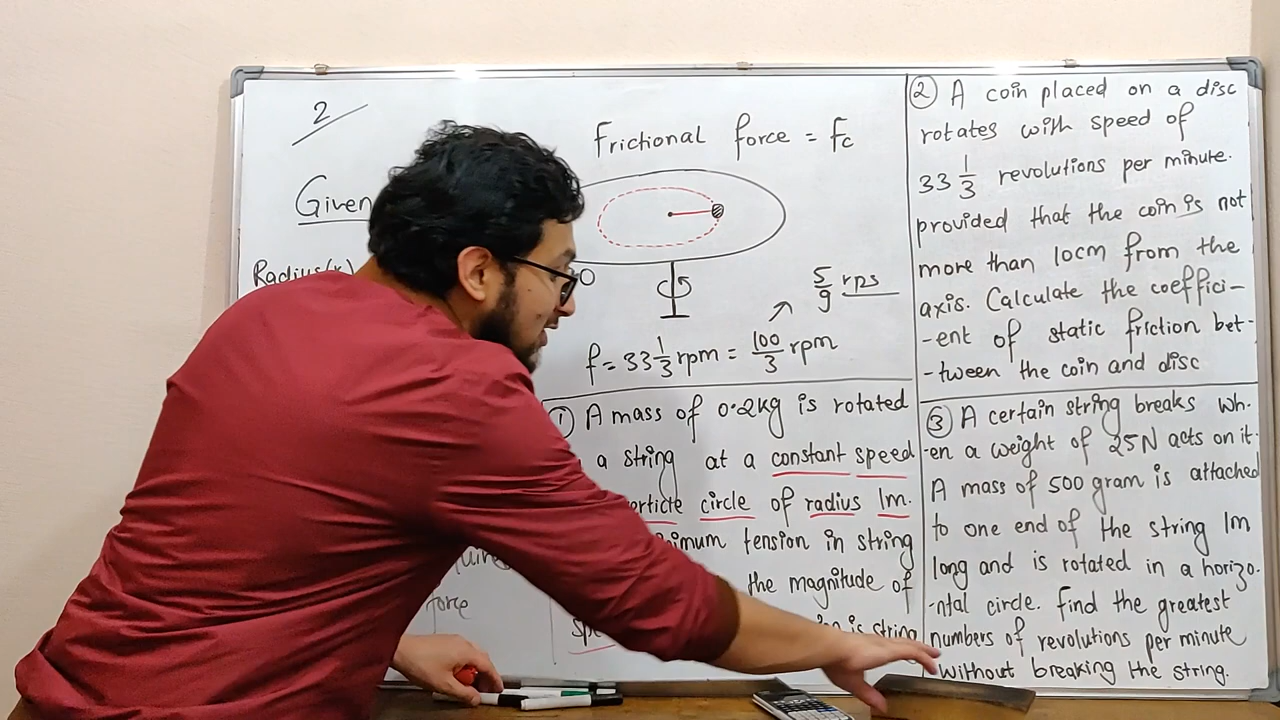 2
Frictional force = Fc
Given
Radius(r)
5/9 rps
f = 33 1/3 rpm = 100/3 rpm
① A mass of 0.2kg is rotated
a string at a constant speed
verticle circle of radius 1m.
tension in string
the magnitude of
is string
force
② A coin placed on a disc
rotates with speed of
33 1/3 revolutions per minute.
provided that the coin is not
more than 10cm from the
axis. Calculate the coeffici-
-ent of static friction bet-
-tween the coin and disc
③ A certain string breaks wh-
-en a weight of 25N acts on it.
A mass of 500 gram is attached
to one end of the string 1m
long and is rotated in a horizo-
-ntal circle. find the greatest
numbers of revolutions per minute
without breaking the string.